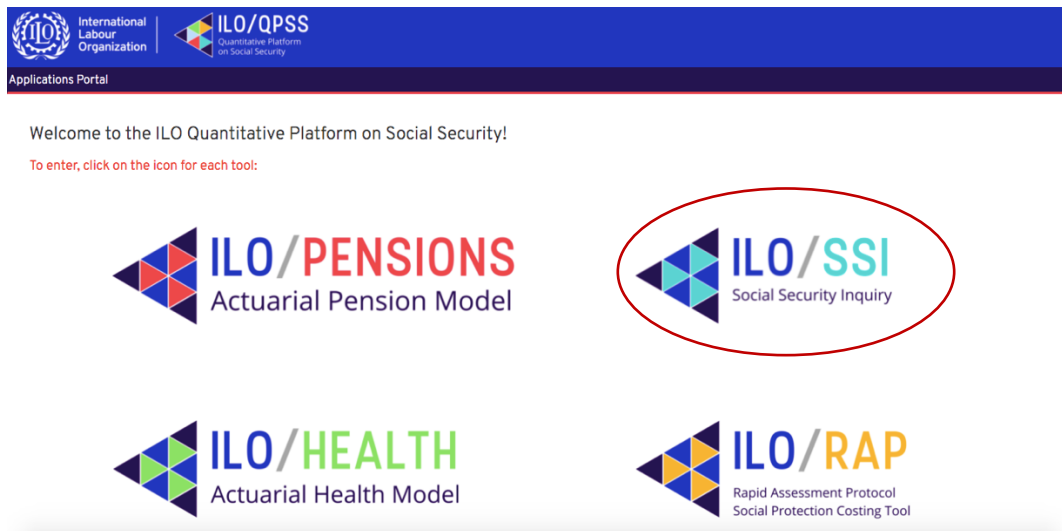 International
Labour
Organization
ILO/QPSS
Quantitative Platform
on Social Security
Applications Portal
Welcome to the ILO Quantitative Platform on Social Security!
To enter, click on the icon for each tool:
ILO/PENSIONS
Actuarial Pension Model
ILO/SSI
Social Security Inquiry
ILO/HEALTH
Actuarial Health Model
ILO/RAP
Rapid Assessment Protocol
Social Protection Costing Tool